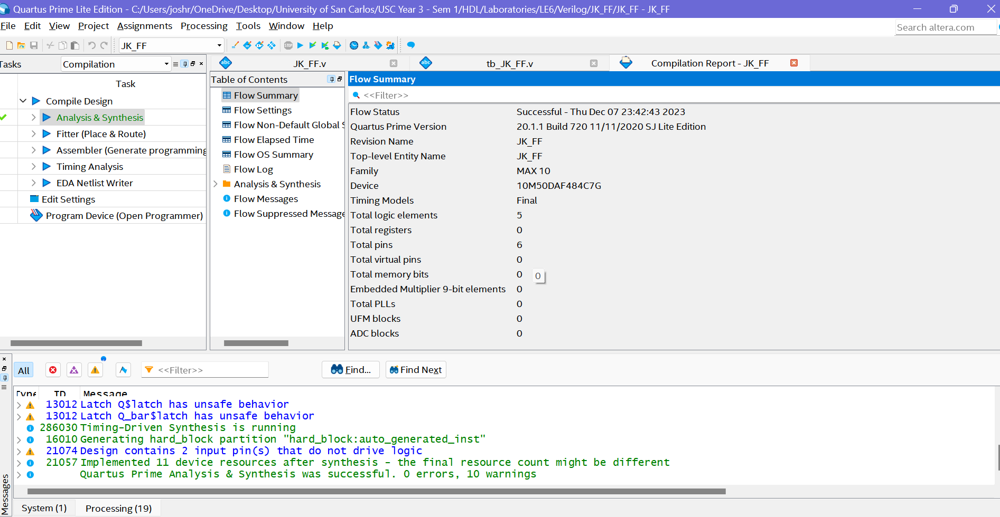 Quartus Prime Lite Edition - C:/Users/joshr/OneDrive/Desktop/University of San Carlos/USC Year 3 - Sem 1/HDL/Laboratories/LE6/Verilog/JK_FF/JK_FF - JK_FF
File Edit View Project Assignments Processing Tools Window Help
Search altera.com
JK_FF
STOP
Tasks
Compilation
abc JK_FF.v
abc tb_JK_FF.v
Compilation Report - JK_FF
Task
Compile Design
Analysis & Synthesis
Fitter (Place & Route)
Assembler (Generate programming
Timing Analysis
EDA Netlist Writer
Edit Settings
Program Device (Open Programmer)
Table of Contents
Flow Summary
Flow Settings
Flow Non-Default Global S
Flow Elapsed Time
Flow OS Summary
Flow Log
Analysis & Synthesis
Flow Messages
Flow Suppressed Message
Flow Summary
<<Filter>>
Flow Status Successful - Thu Dec 07 23:42:43 2023
Quartus Prime Version 20.1.1 Build 720 11/11/2020 SJ Lite Edition
Revision Name JK_FF
Top-level Entity Name JK_FF
Family MAX 10
Device 10M50DAF484C7G
Timing Models Final
Total logic elements 5
Total registers 0
Total pins 6
Total virtual pins 0
Total memory bits 0
0
Embedded Multiplier 9-bit elements 0
Total PLLs 0
UFM blocks 0
ADC blocks 0
All
<<Filter>>
Find...
Find Next
Type ID Message
13012 Latch Q$latch has unsafe behavior
13012 Latch Q_bar$latch has unsafe behavior
286030 Timing-Driven Synthesis is running
16010 Generating hard_block partition "hard_block:auto_generated_inst"
21074 Design contains 2 input pin(s) that do not drive logic
21057 Implemented 11 device resources after synthesis - the final resource count might be different
Quartus Prime Analysis & Synthesis was successful. 0 errors, 10 warnings
Messages
System (1)
Processing (19)